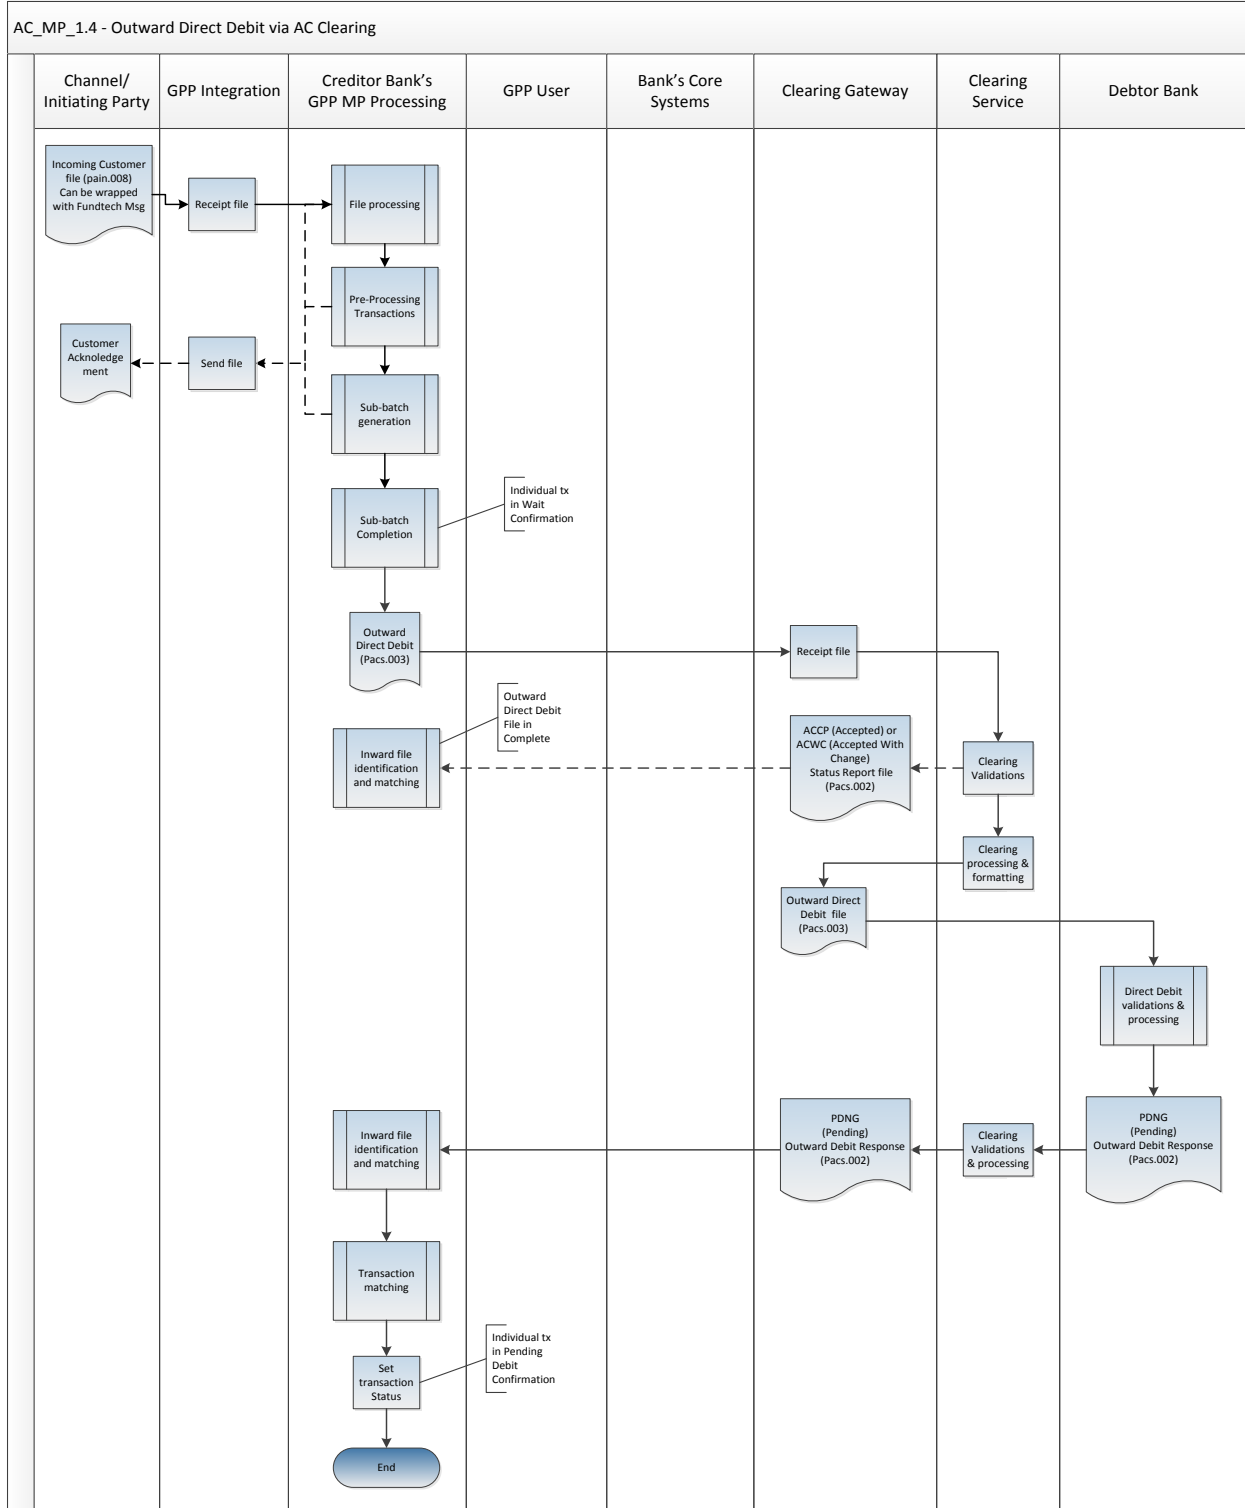 AC_MP_1.4 - Outward Direct Debit via AC Clearing
Channel/
Initiating Party
GPP Integration
Creditor Bank's
GPP MP Processing
GPP User
Bank's Core
Systems
Clearing Gateway
Clearing
Service
Debtor Bank
Incoming Customer
file (pain.008)
Can be wrapped
with Fundtech Msg
Receipt file
File processing
Pre-Processing
Transactions
Customer
Acknoledge
ment
Send file
Sub-batch
generation
Sub-batch
Completion
Individual tx
in Wait
Confirmation
Outward
Direct Debit
(Pacs.003)
Receipt file
Outward
Direct Debit
File in
Complete
Inward file
identification
and matching
ACCP (Accepted) or
ACWC (Accepted With
Change)
Status Report file
(Pacs.002)
Clearing
Validations
Clearing
processing &
formatting
Outward Direct
Debit file
(Pacs.003)
Direct Debit
validations &
processing
Inward file
identification
and matching
PDNG
(Pending)
Outward Debit Response
(Pacs.002)
Clearing
Validations
& processing
PDNG
(Pending)
Outward Debit Response
(Pacs.002)
Transaction
matching
Set
transaction
Status
Individual tx
in Pending
Debit
Confirmation
End